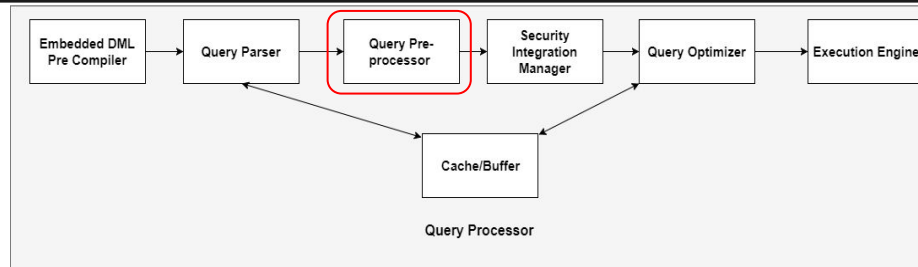 Embedded DML
Pre Compiler
Query Parser
Query Pre-
processor
Security
Integration
Manager
Query Optimizer
Execution Engine
Cache/Buffer
Query Processor